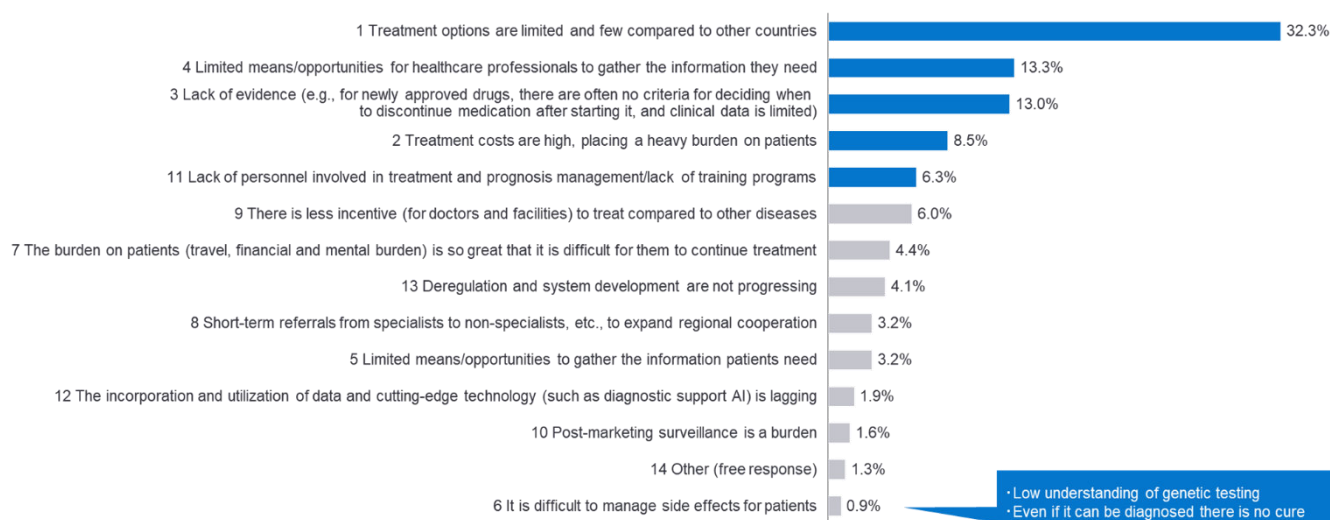 1 Treatment options are limited and few compared to other countries 32.3%
4 Limited means/opportunities for healthcare professionals to gather the information they need 13.3%
3 Lack of evidence (e.g., for newly approved drugs, there are often no criteria for deciding when
to discontinue medication after starting it, and clinical data is limited) 13.0%
2 Treatment costs are high, placing a heavy burden on patients 8.5%
11 Lack of personnel involved in treatment and prognosis management/lack of training programs 6.3%
9 There is less incentive (for doctors and facilities) to treat compared to other diseases 6.0%
7 The burden on patients (travel, financial and mental burden) is so great that it is difficult for them to continue treatment 4.4%
13 Deregulation and system development are not progressing 4.1%
8 Short-term referrals from specialists to non-specialists, etc., to expand regional cooperation 3.2%
5 Limited means/opportunities to gather the information patients need 3.2%
12 The incorporation and utilization of data and cutting-edge technology (such as diagnostic support AI) is lagging 1.9%
10 Post-marketing surveillance is a burden 1.6%
14 Other (free response) 1.3%
6 It is difficult to manage side effects for patients 0.9%
・Low understanding of genetic testing
・Even if it can be diagnosed there is no cure